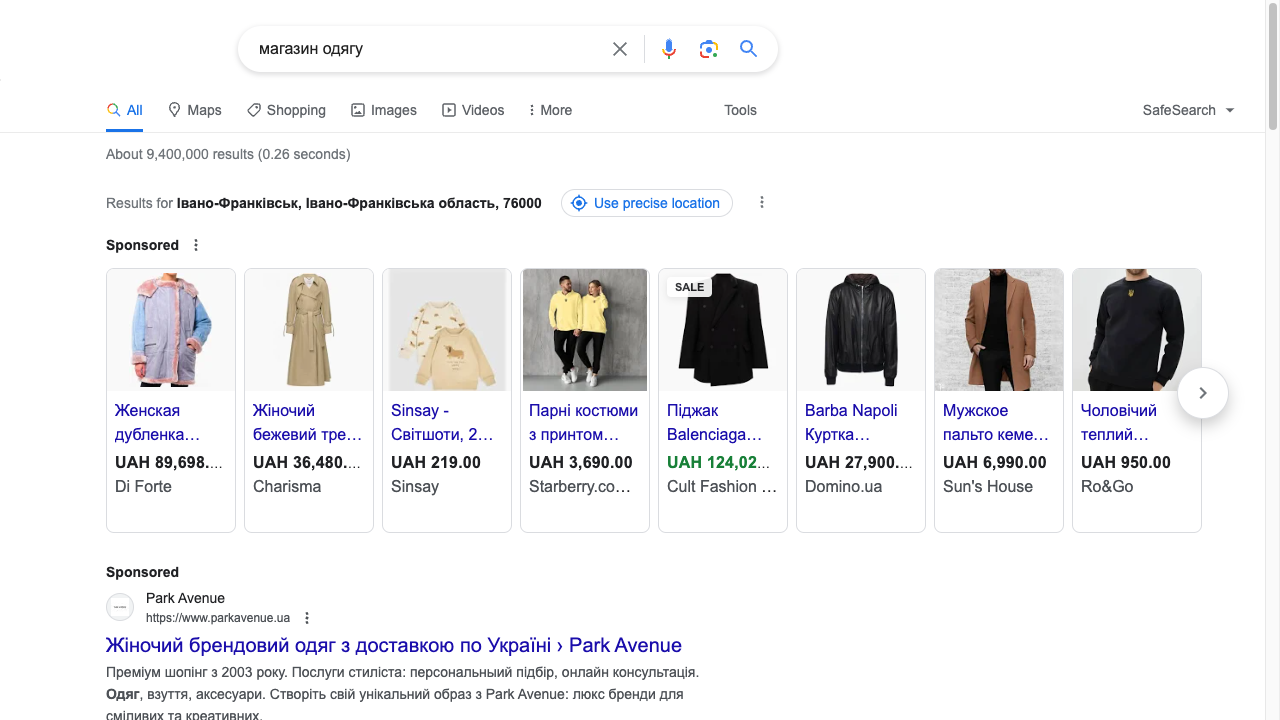 магазин одягу
All
Maps
Shopping
Images
Videos
More
Tools
SafeSearch
About 9,400,000 results (0.26 seconds)
Results for Івано-Франківськ, Івано-Франківська область, 76000
Use precise location
Sponsored
SALE
Женская
дубленка…
UAH 89,698.…
Di Forte
Жіночий
бежевий тре…
UAH 36,480.…
Charisma
Sinsay -
Світшоти, 2…
UAH 219.00
Sinsay
Парні костюми
з принтом…
UAH 3,690.00
Starberry.co…
Піджак
Balenciaga…
UAH 124,02…
Cult Fashion …
Barba Napoli
Куртка…
UAH 27,900.…
Domino.ua
Мужское
пальто кеме…
UAH 6,990.00
Sun's House
Чоловічий
теплий…
UAH 950.00
Ro&Go
Sponsored
Park Avenue
https://www.parkavenue.ua
Жіночий брендовий одяг з доставкою по Україні › Park Avenue
Преміум шопінг з 2003 року. Послуги стиліста: персональныий підбір, онлайн консультація.
Одяг, взуття, аксесуари. Створіть свій унікальний образ з Park Avenue: люкс бренди для
сміливих та креативних.